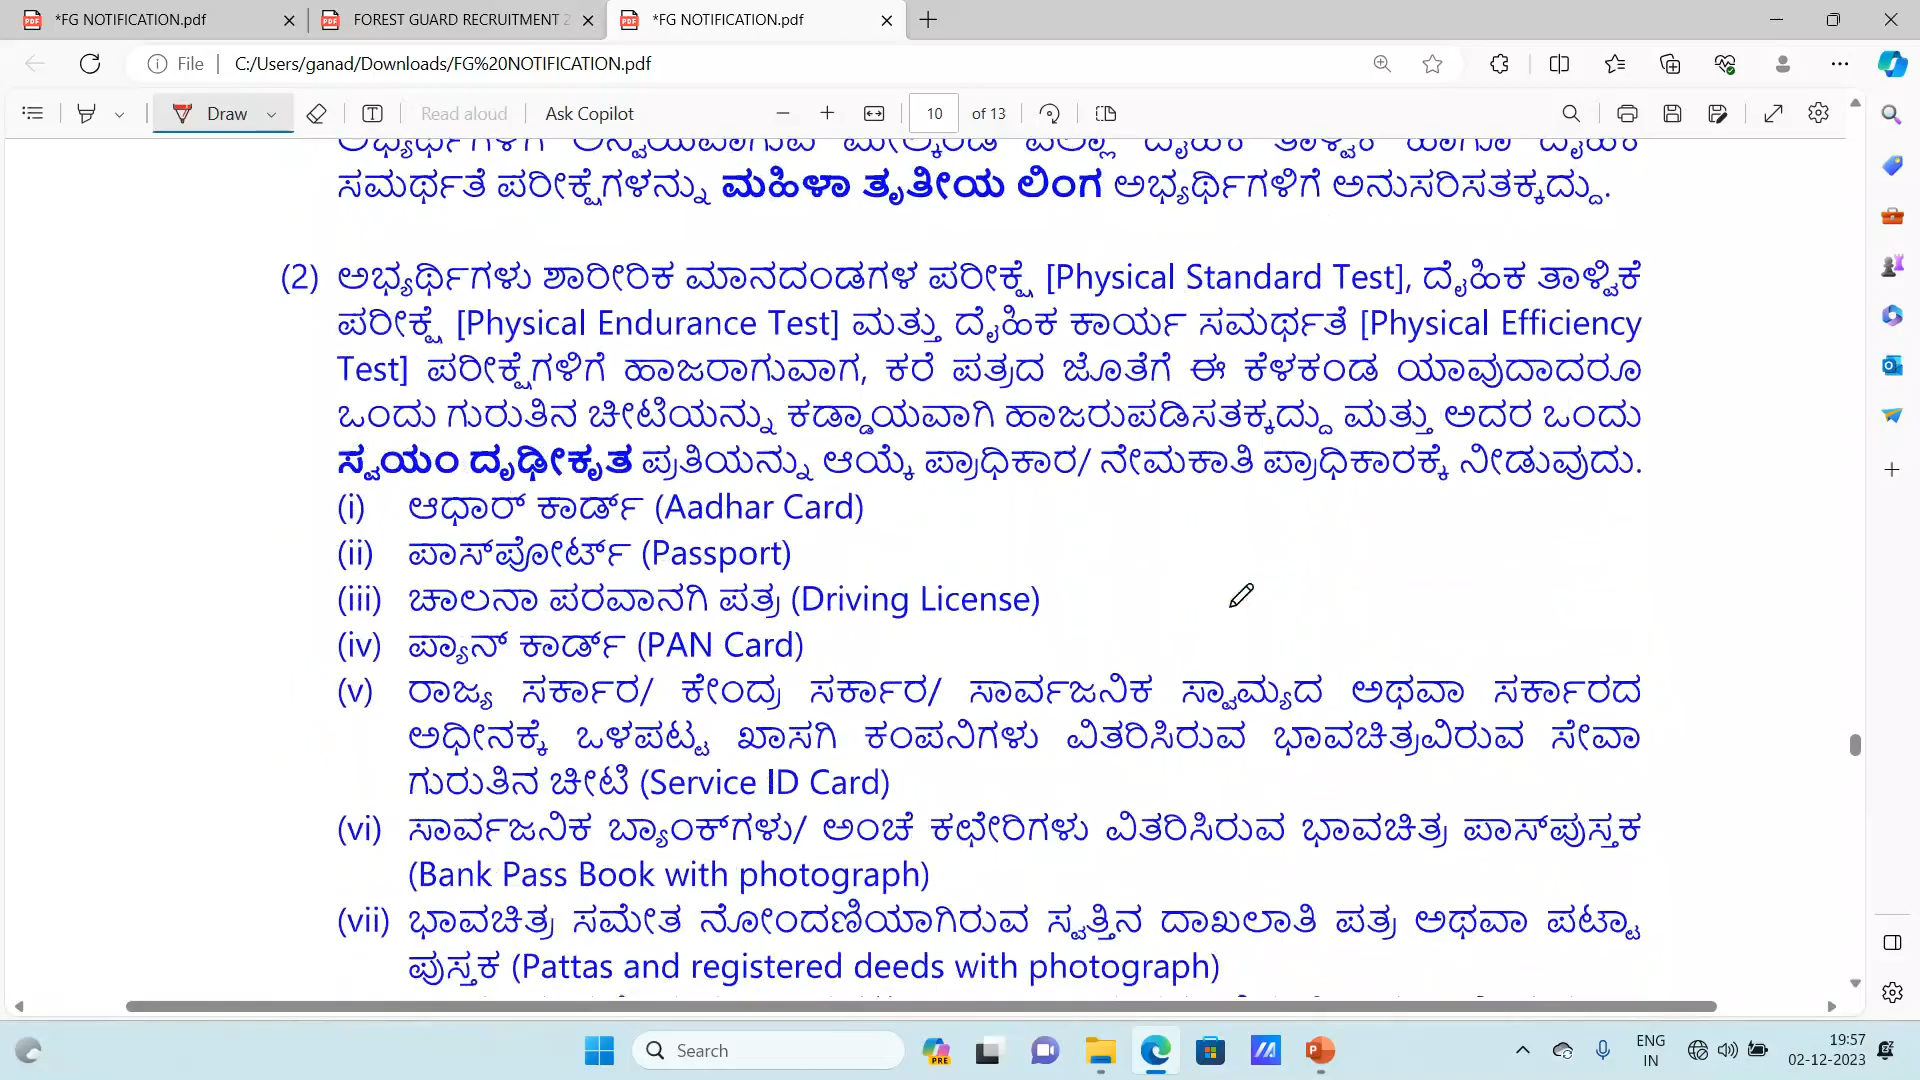 *FG NOTIFICATION.pdf
FOREST GUARD RECRUITMENT 2
*FG NOTIFICATION.pdf
File
C:/Users/ganad/Downloads/FG%20NOTIFICATION.pdf
Draw
Read aloud
Ask Copilot
10 of 13
ಸಮರ್ಥತೆ ಪರೀಕ್ಷೆಗಳನ್ನು ಮಹಿಳಾ ತೃತೀಯ ಲಿಂಗ ಅಭ್ಯರ್ಥಿಗಳಿಗೆ ಅನುಸರಿಸತಕ್ಕದ್ದು.
(2) ಅಭ್ಯರ್ಥಿಗಳು ಶಾರೀರಿಕ ಮಾನದಂಡಗಳ ಪರೀಕ್ಷೆ [Physical Standard Test], ದೈಹಿಕ ತಾಳ್ವಿಕೆ
ಪರೀಕ್ಷೆ [Physical Endurance Test] ಮತ್ತು ದೈಹಿಕ ಕಾರ್ಯ ಸಮರ್ಥತೆ [Physical Efficiency
Test] ಪರೀಕ್ಷೆಗಳಿಗೆ ಹಾಜರಾಗುವಾಗ, ಕರೆ ಪತ್ರದ ಜೊತೆಗೆ ಈ ಕೆಳಕಂಡ ಯಾವುದಾದರೂ
ಒಂದು ಗುರುತಿನ ಚೀಟಿಯನ್ನು ಕಡ್ಡಾಯವಾಗಿ ಹಾಜರುಪಡಿಸತಕ್ಕದ್ದು ಮತ್ತು ಅದರ ಒಂದು
ಸ್ವಯಂ ದೃಢೀಕೃತ ಪ್ರತಿಯನ್ನು ಆಯ್ಕೆ ಪ್ರಾಧಿಕಾರ/ ನೇಮಕಾತಿ ಪ್ರಾಧಿಕಾರಕ್ಕೆ ನೀಡುವುದು.
(i) ಆಧಾರ್ ಕಾರ್ಡ್ (Aadhar Card)
(ii) ಪಾಸ್‌ಪೋರ್ಟ್ (Passport)
(iii) ಚಾಲನಾ ಪರವಾನಗಿ ಪತ್ರ (Driving License)
(iv) ಪ್ಯಾನ್ ಕಾರ್ಡ್ (PAN Card)
(v) ರಾಜ್ಯ ಸರ್ಕಾರ/ ಕೇಂದ್ರ ಸರ್ಕಾರ/ ಸಾರ್ವಜನಿಕ ಸ್ವಾಮ್ಯದ ಅಥವಾ ಸರ್ಕಾರದ
ಅಧೀನಕ್ಕೆ ಒಳಪಟ್ಟ ಖಾಸಗಿ ಕಂಪನಿಗಳು ವಿತರಿಸಿರುವ ಭಾವಚಿತ್ರವಿರುವ ಸೇವಾ
ಗುರುತಿನ ಚೀಟಿ (Service ID Card)
(vi) ಸಾರ್ವಜನಿಕ ಬ್ಯಾಂಕ್‌ಗಳು/ ಅಂಚೆ ಕಛೇರಿಗಳು ವಿತರಿಸಿರುವ ಭಾವಚಿತ್ರ ಪಾಸ್‌ಪುಸ್ತಕ
(Bank Pass Book with photograph)
(vii) ಭಾವಚಿತ್ರ ಸಮೇತ ನೋಂದಣಿಯಾಗಿರುವ ಸ್ವತ್ತಿನ ದಾಖಲಾತಿ ಪತ್ರ ಅಥವಾ ಪಟ್ಟಾ
ಪುಸ್ತಕ (Pattas and registered deeds with photograph)
Search
PRE
ENG
IN
19:57
02-12-2023